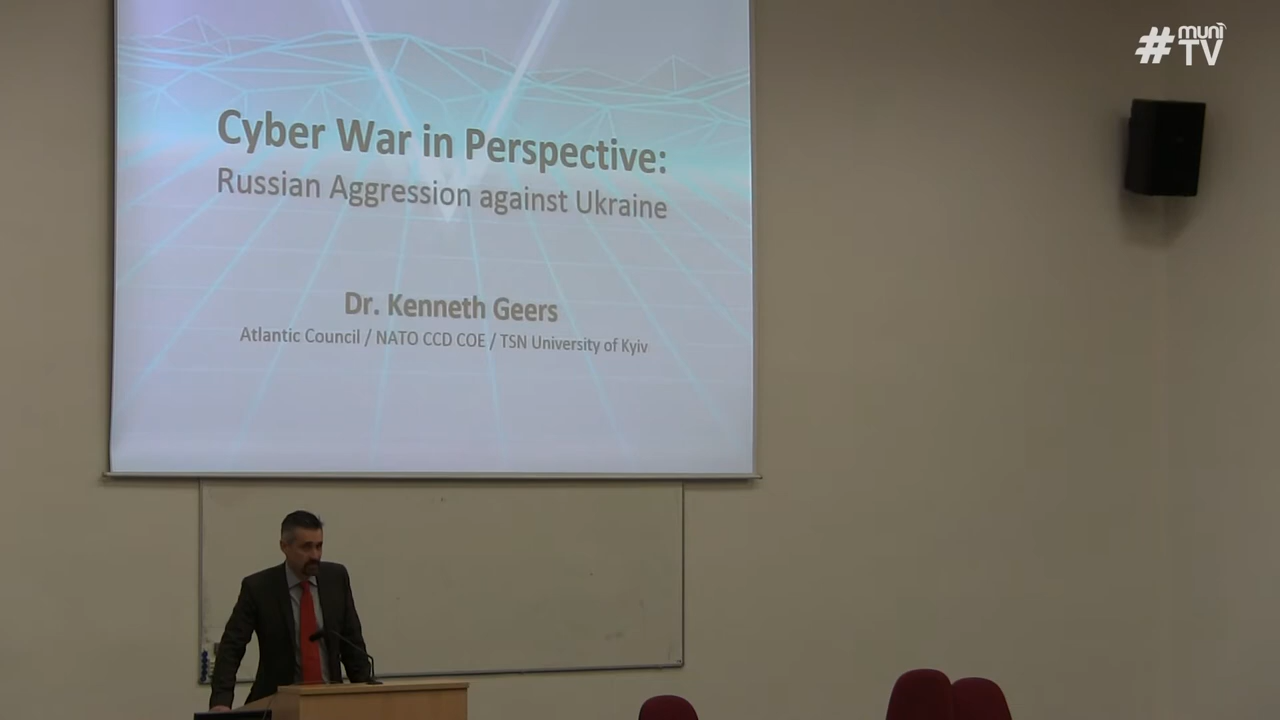 #muni
TV
Cyber War in Perspective:
Russian Aggression against Ukraine
Dr. Kenneth Geers
Atlantic Council / NATO CCD COE / TSN University of Kyiv